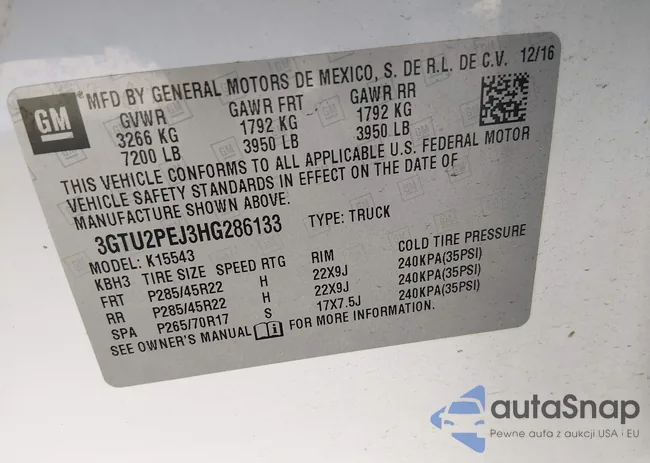 GM
MFD BY GENERAL MOTORS DE MEXICO, S. DE R.L. DE C.V. 12/16
GVWR GAWR FRT GAWR RR
3266 KG 1792 KG 1792 KG
7200 LB 3950 LB 3950 LB
THIS VEHICLE CONFORMS TO ALL APPLICABLE U.S. FEDERAL MOTOR
VEHICLE SAFETY STANDARDS IN EFFECT ON THE DATE OF
MANUFACTURE SHOWN ABOVE.
3GTU2PEJ3HG286133 TYPE: TRUCK
MODEL: K15543
KBH3 TIRE SIZE SPEED RTG RIM COLD TIRE PRESSURE
FRT P285/45R22 H 22X9J 240KPA(35PSI)
RR P285/45R22 H 22X9J 240KPA(35PSI)
SPA P265/70R17 S 17X7.5J 240KPA(35PSI)
SEE OWNER'S MANUAL FOR MORE INFORMATION.
autaSnap
Pewne auta z aukcji USA i EU